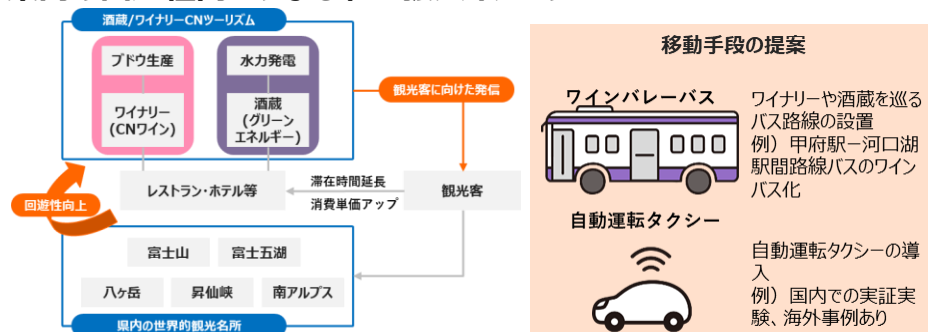 酒蔵/ワイナリーCNツーリズム
ブドウ生産
ワイナリー
(CNワイン)
水力発電
酒蔵
(グリーン
エネルギー)
観光客に向けた発信
レストラン・ホテル等
滞在時間延長
消費単価アップ
観光客
回遊性向上
富士山
富士五湖
八ヶ岳
昇仙峡
南アルプス
県内の世界的観光名所
移動手段の提案
ワインバレーバス
ワイナリーや酒蔵を巡る
バス路線の設置
例）甲府駅－河口湖
駅間路線バスのワイン
バス化
自動運転タクシー
自動運転タクシーの導
入
例）国内での実証実
験、海外事例あり